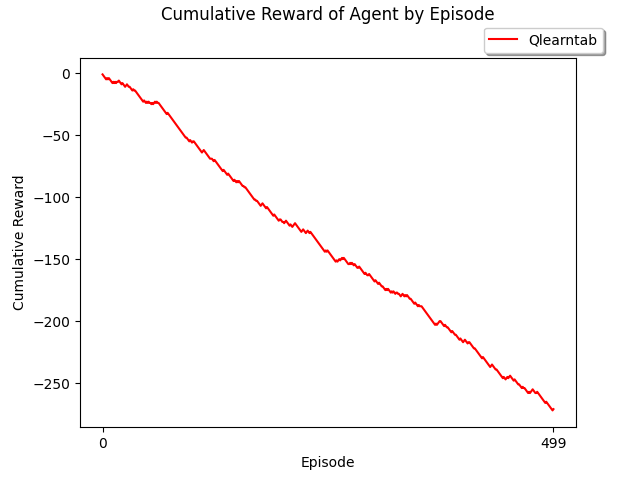 Cumulative Reward of Agent by Episode
Qlearntab
0
−50
−100
−150
−200
−250
Cumulative Reward
0 499
Episode